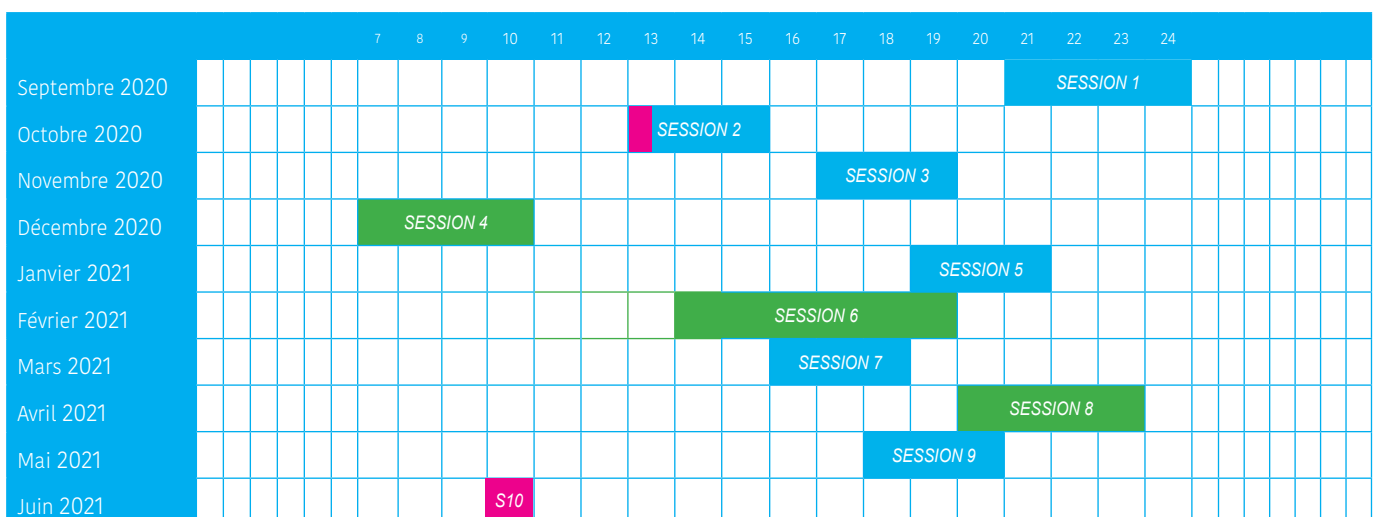 7 8 9 10 11 12 13 14 15 16 17 18 19 20 21 22 23 24
Septembre 2020 SESSION 1
Octobre 2020 SESSION 2
Novembre 2020 SESSION 3
Décembre 2020 SESSION 4
Janvier 2021 SESSION 5
Février 2021 SESSION 6
Mars 2021 SESSION 7
Avril 2021 SESSION 8
Mai 2021 SESSION 9
Juin 2021 S10